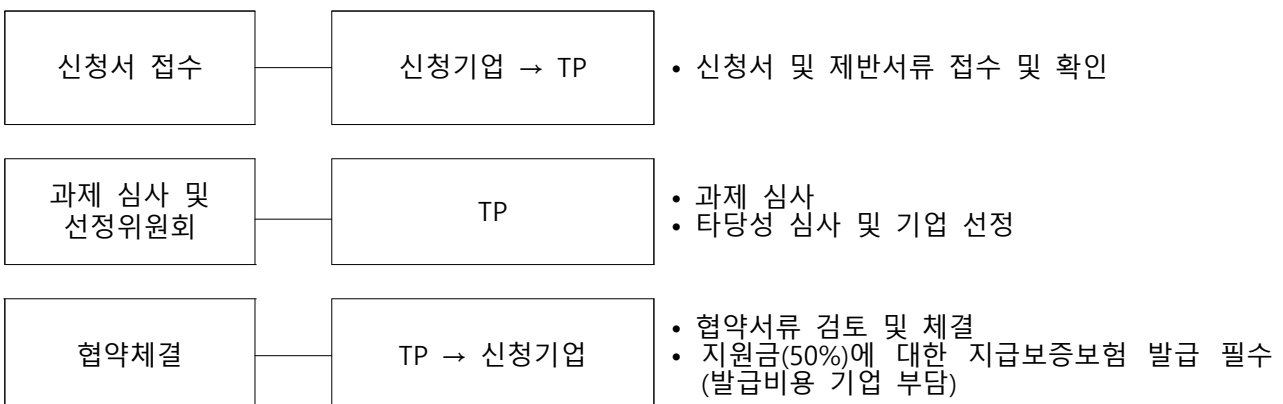 신청서 접수
신청기업 → TP
• 신청서 및 제반서류 접수 및 확인
과제 심사 및
선정위원회
TP
• 과제 심사
• 타당성 심사 및 기업 선정
협약체결
TP → 신청기업
• 협약서류 검토 및 체결
• 지원금(50%)에 대한 지급보증보험 발급 필수
(발급비용 기업 부담)